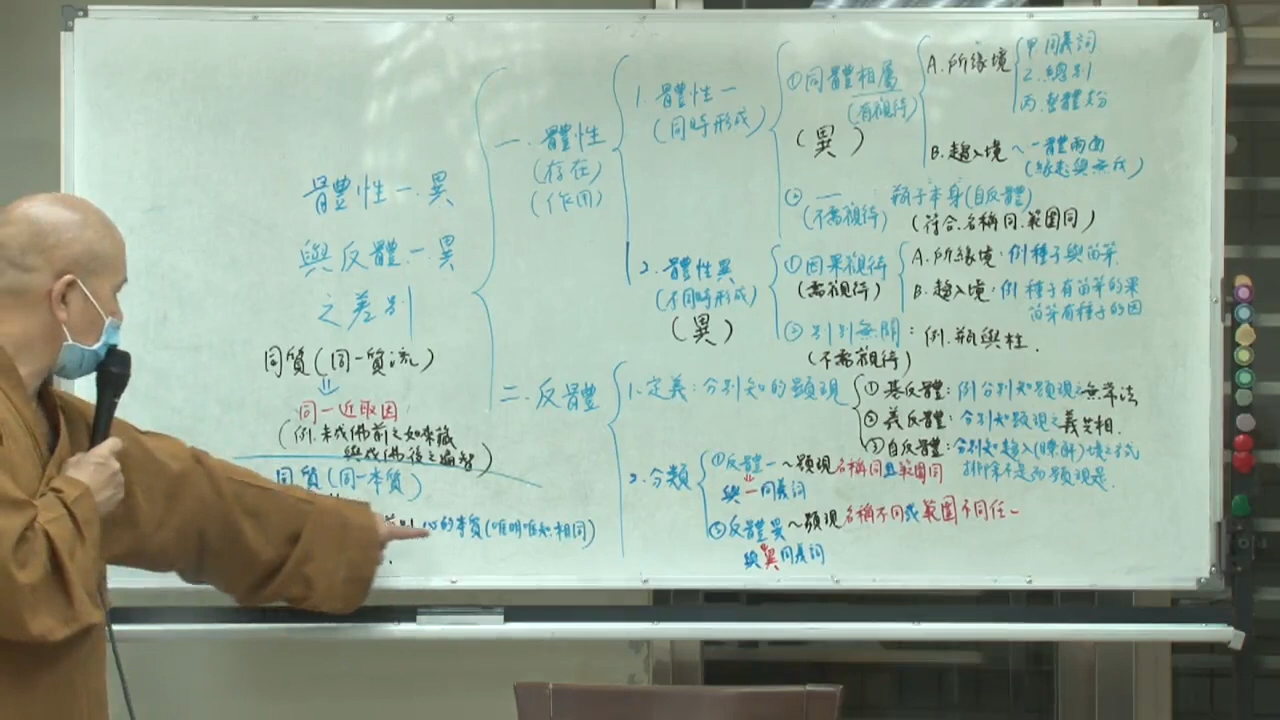 體性一.異
與反體一.異
之差別
同質(同一質流)
同一近取因
(例.未成佛前之如來藏
與成佛後之遍智)
同質(同一本質)
心的本質(唯明唯知相同)
一.體性
(存在)
(作用)
1.體性一
(同時形成)
①同體相屬
(有觀待)
(異)
A.所緣境
甲.同義詞
乙.總別
丙.整體支分
B.趨入境~一體兩面
②一 瓶子本身(自反體)
(不需觀待)(符合.名稱同.範圍同)
2.體性異
(不同時形成)
(異)
①因果觀待
(需觀待)
A.所緣境.例種子與苗芽.
B.趨入境.例種子有苗芽的果
苗芽有種子的因
②別別無關:例.瓶與柱.
(不需觀待)
二.反體
1.定義:分別知的顯現
①基反體:例分別知顯現之無常法
②義反體:分別知顯現之義共相.
③自反體:分別知趨入(瞭解)境之方式
排除不是而顯現是.
2.分類
①反體一~顯現名稱同且範圍同
與一同義詞
②反體異~顯現名稱不同或範圍不同任一
與異同義詞